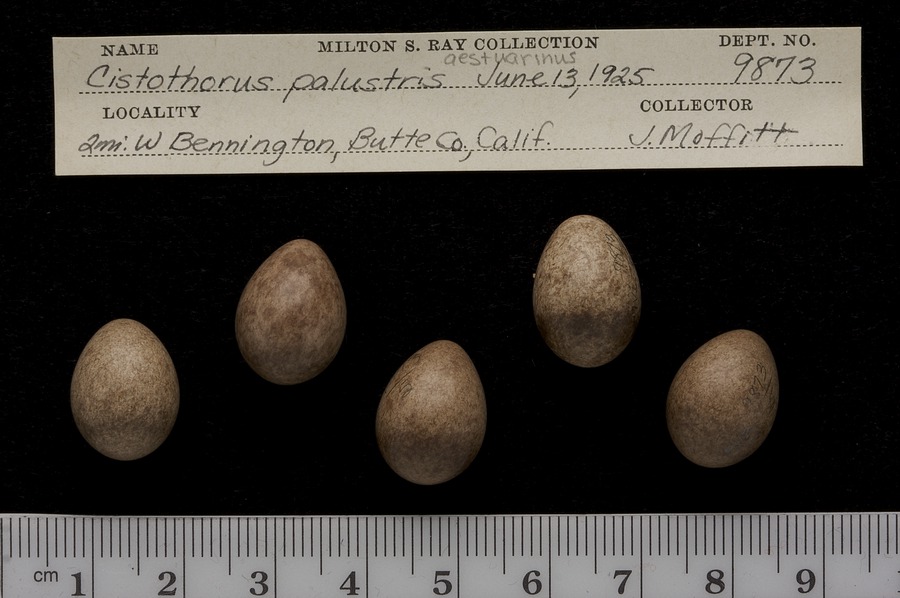 NAME MILTON S. RAY COLLECTION DEPT. NO.
aestuarinus
Cistothorus palustris June 13, 1925 9873
LOCALITY COLLECTOR
2mi. W Bennington, Butte Co., Calif. J. Moffitt
cm 1 2 3 4 5 6 7 8 9